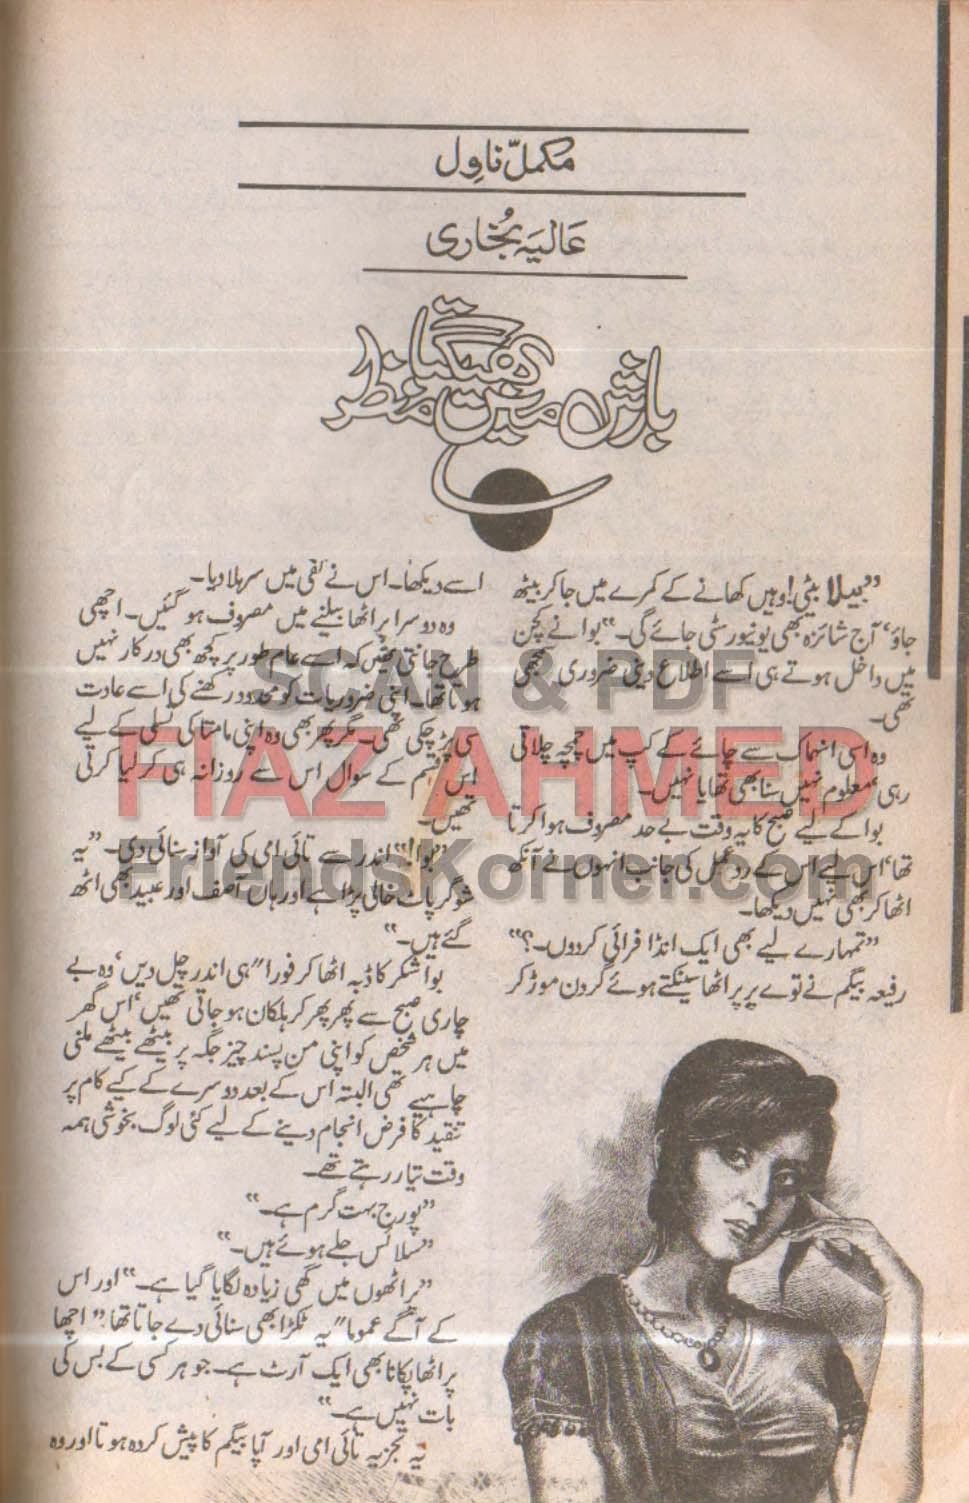 مکمل ناول
عالیہ بخاری
بارش میں بھیگتا منظر
”بیلا بیٹی! وہیں کھانے کے کمرے میں جا کر بیٹھ
جاؤ‘ آج شائزہ بھی یونیورسٹی جائے گی۔“ بوا نے کچن
میں داخل ہوتے ہی اسے اطلاع دینی ضروری سمجھی
تھی۔
وہ اسی انہماک سے چائے کے کپ میں چمچہ چلاتی
رہی‘ معلوم نہیں سنا بھی تھا یا نہیں۔
بوا کے لیے صبح کا یہ وقت بے حد مصروف ہوا کرتا
تھا‘ اس لیے اس کے رد عمل کی جانب انہوں نے آنکھ
اٹھا کر بھی نہیں دیکھا۔
”تمہارے لیے بھی ایک انڈا فرائی کر دوں۔؟“
رفیعہ بیگم نے توے پر پراٹھا سینکتے ہوئے گردن موڑ کر
اسے دیکھا۔ اس نے نفی میں سر ہلا دیا۔
وہ دوسرا پراٹھا بیلنے میں مصروف ہو گئیں۔ اچھی
طرح جانتی تھیں کہ اسے عام طور پر کچھ بھی درکار نہیں
ہوتا تھا۔ اپنی ضروریات کو محدود رکھنے کی اسے عادت
سی پڑ چکی تھی۔ مگر پھر بھی وہ اپنی مامتا کی تسلی کے لیے
اس قسم کے سوال اس سے روزانہ ہی کر لیا کرتی
تھیں۔
”بوا!“ اندر سے تائی امی کی آواز سنائی دی۔ ”یہ
شوگر پاٹ خالی پڑا ہے اور ہاں آصف اور عبید بھی اٹھ
گئے ہیں۔“
بوا شکر کا ڈبہ اٹھا کر فورا“ ہی اندر چل دیں‘ وہ بے
چاری صبح سے پھر پھر کر ہلکان ہو جاتی تھیں‘ اس گھر
میں ہر شخص کو اپنی من پسند چیز جگہ پر بیٹھے بیٹھے ملنی
چاہیے تھی البتہ اس کے بعد دوسرے کے کیے کام پر
تنقید کا فرض انجام دینے کے لیے کئی لوگ بخوشی ہمہ
وقت تیار رہتے تھے۔
”پورج بہت گرم ہے۔“
”سلائس جلے ہوئے ہیں۔“
”پراٹھوں میں گھی زیادہ لگایا گیا ہے۔“ اور اس
کے آگے عموما“ یہ ٹکڑا بھی سنائی دے جاتا تھا ”اچھا
پراٹھا پکانا بھی ایک آرٹ ہے۔ جو ہر کسی کے بس کی
بات نہیں ہے۔“
یہ تجزیہ تائی امی اور آپا بیگم کا پیش کردہ ہوتا اور وہ
SCAN & PDF
FIAZ AHMED
FriendsKorner.com